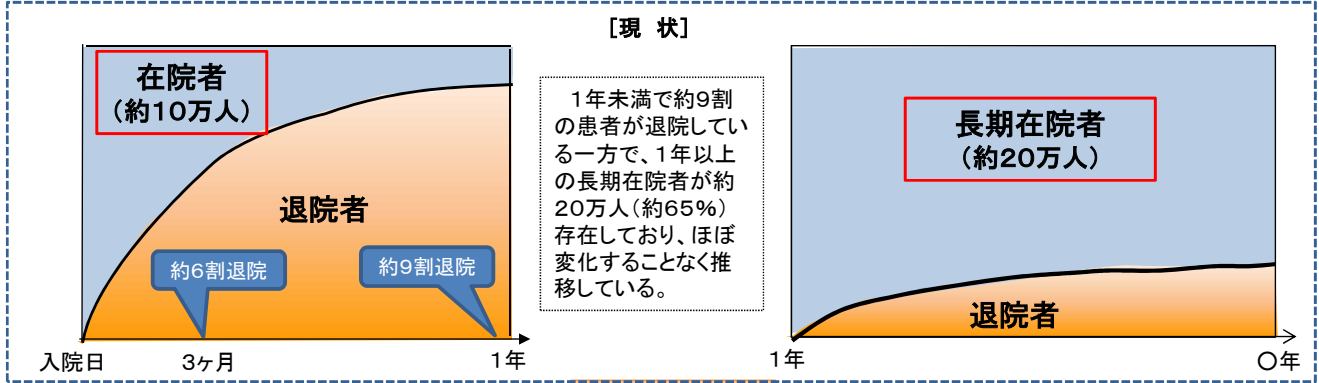 [現 状]
在院者
(約10万人)
退院者
約6割退院
約9割退院
入院日
3ヶ月
1年
1年未満で約9割
の患者が退院してい
る一方で、1年以上
の長期在院者が約
20万人(約65%)
存在しており、ほぼ
変化することなく推
移している。
長期在院者
(約20万人)
退院者
1年
○年